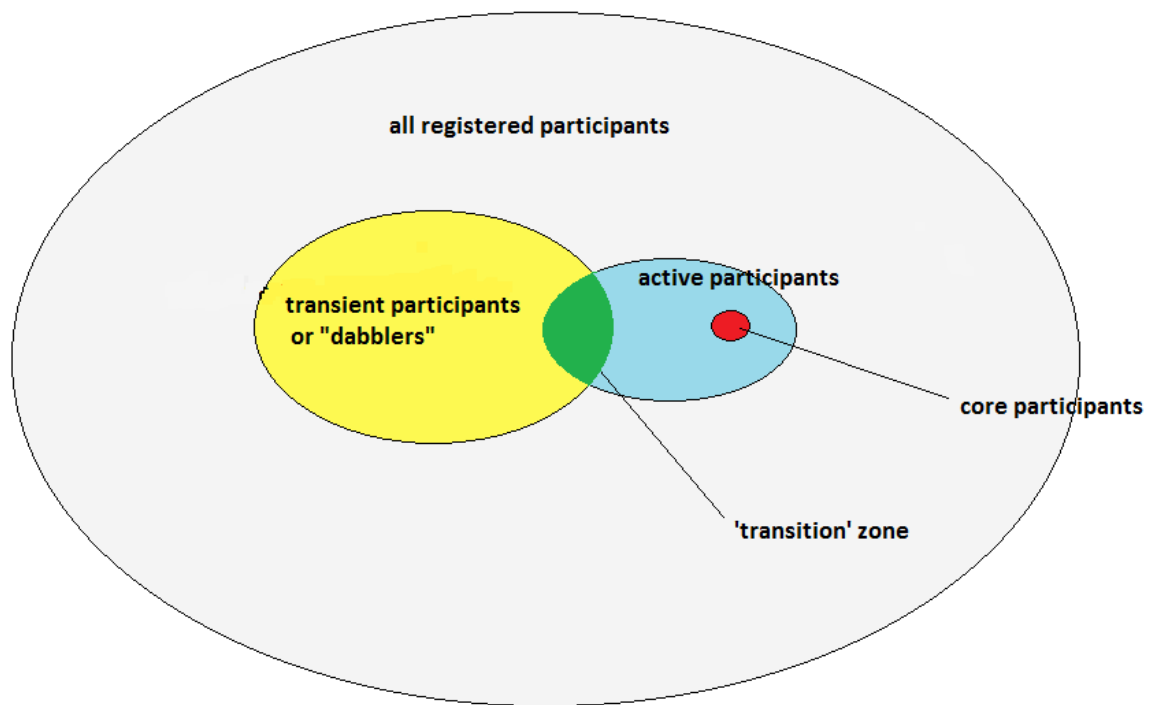 all registered participants
active participants
transient participants
or "dabblers"
core participants
'transition' zone